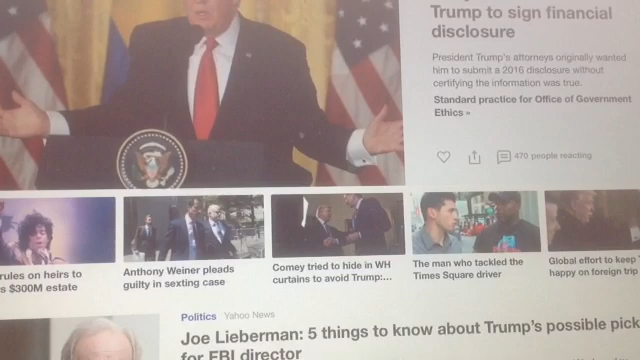 Trump to sign financial
disclosure
President Trump's attorneys originally wanted
him to submit a 2016 disclosure without
certifying the information was true.
Standard practice for Office of Government
Ethics »
470 people reacting
rules on heirs to
s $300M estate
Anthony Weiner pleads
guilty in sexting case
Comey tried to hide in WH
curtains to avoid Trump:...
The man who tackled the
Times Square driver
Global effort to keep
happy on foreign trip
Politics Yahoo News
Joe Lieberman: 5 things to know about Trump's possible pick
for FBI director